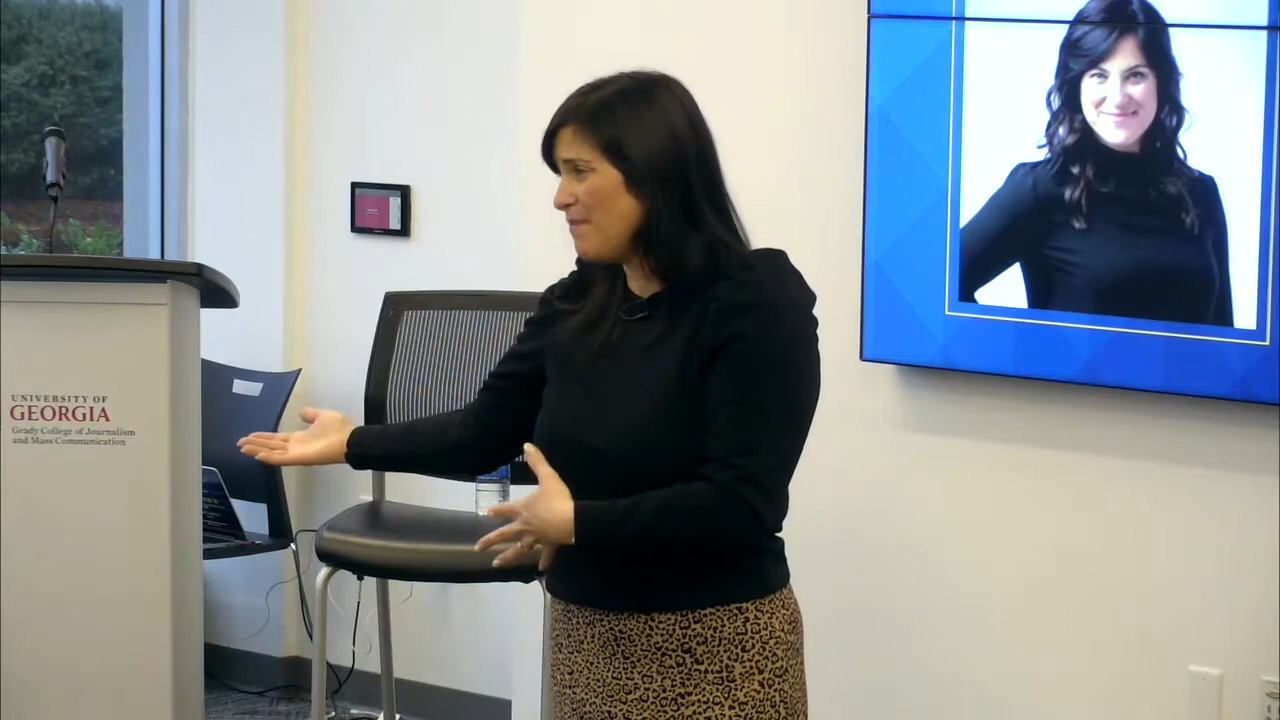 UNIVERSITY OF
GEORGIA
Grady College of Journalism
and Mass Communication